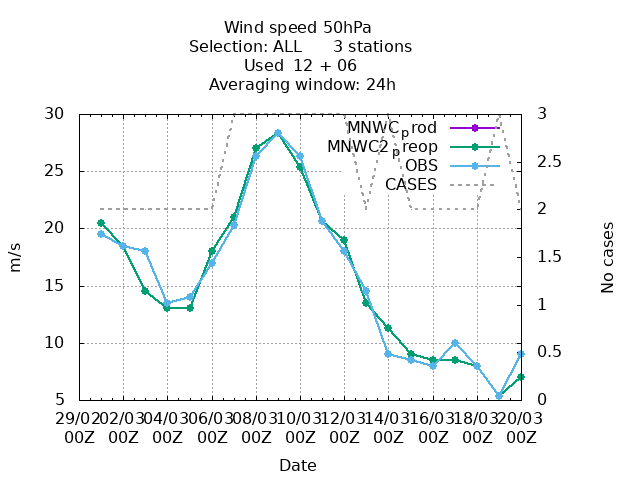 Wind speed 50hPa
Selection: ALL 3 stations
Used 12 + 06
Averaging window: 24h
30 25 20 15 10 5
m/s
MNWC_prod
MNWC2_preop
OBS
CASES
3 2.5 2 1.5 1 0.5 0
No cases
29/02 02/03 04/03 06/03 08/03 10/03 12/03 14/03 16/03 18/03 20/03
00Z 00Z 00Z 00Z 00Z 00Z 00Z 00Z 00Z 00Z 00Z
Date